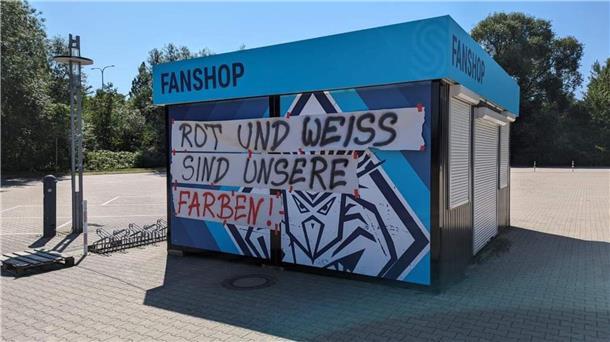 FANSHOP
FANSHOP
ROT UND WEISS
SIND UNSERE
FARBEN!